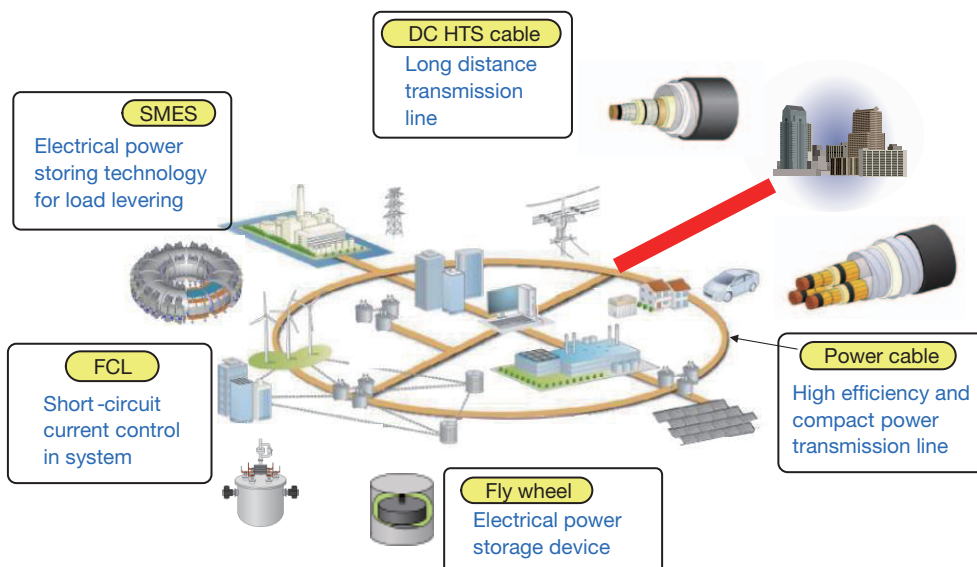 DC HTS cable
Long distance
transmission
line
SMES
Electrical power
storing technology
for load levering
FCL
Short-circuit
current control
in system
Power cable
High efficiency and
compact power
transmission line
Fly wheel
Electrical power
storage device